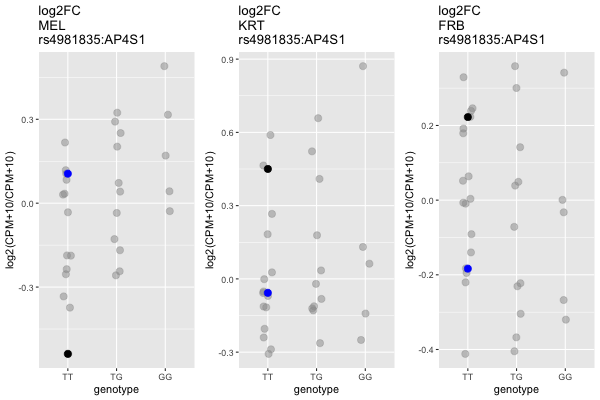 log2FC
MEL
rs4981835:AP4S1
log2(CPM+10/CPM+10)
0.3
0.0
-0.3
TT
TG
GG
genotype
log2FC
KRT
rs4981835:AP4S1
log2(CPM+10/CPM+10)
0.9
0.6
0.3
0.0
-0.3
TT
TG
GG
genotype
log2FC
FRB
rs4981835:AP4S1
log2(CPM+10/CPM+10)
0.2
0.0
-0.2
-0.4
TT
TG
GG
genotype